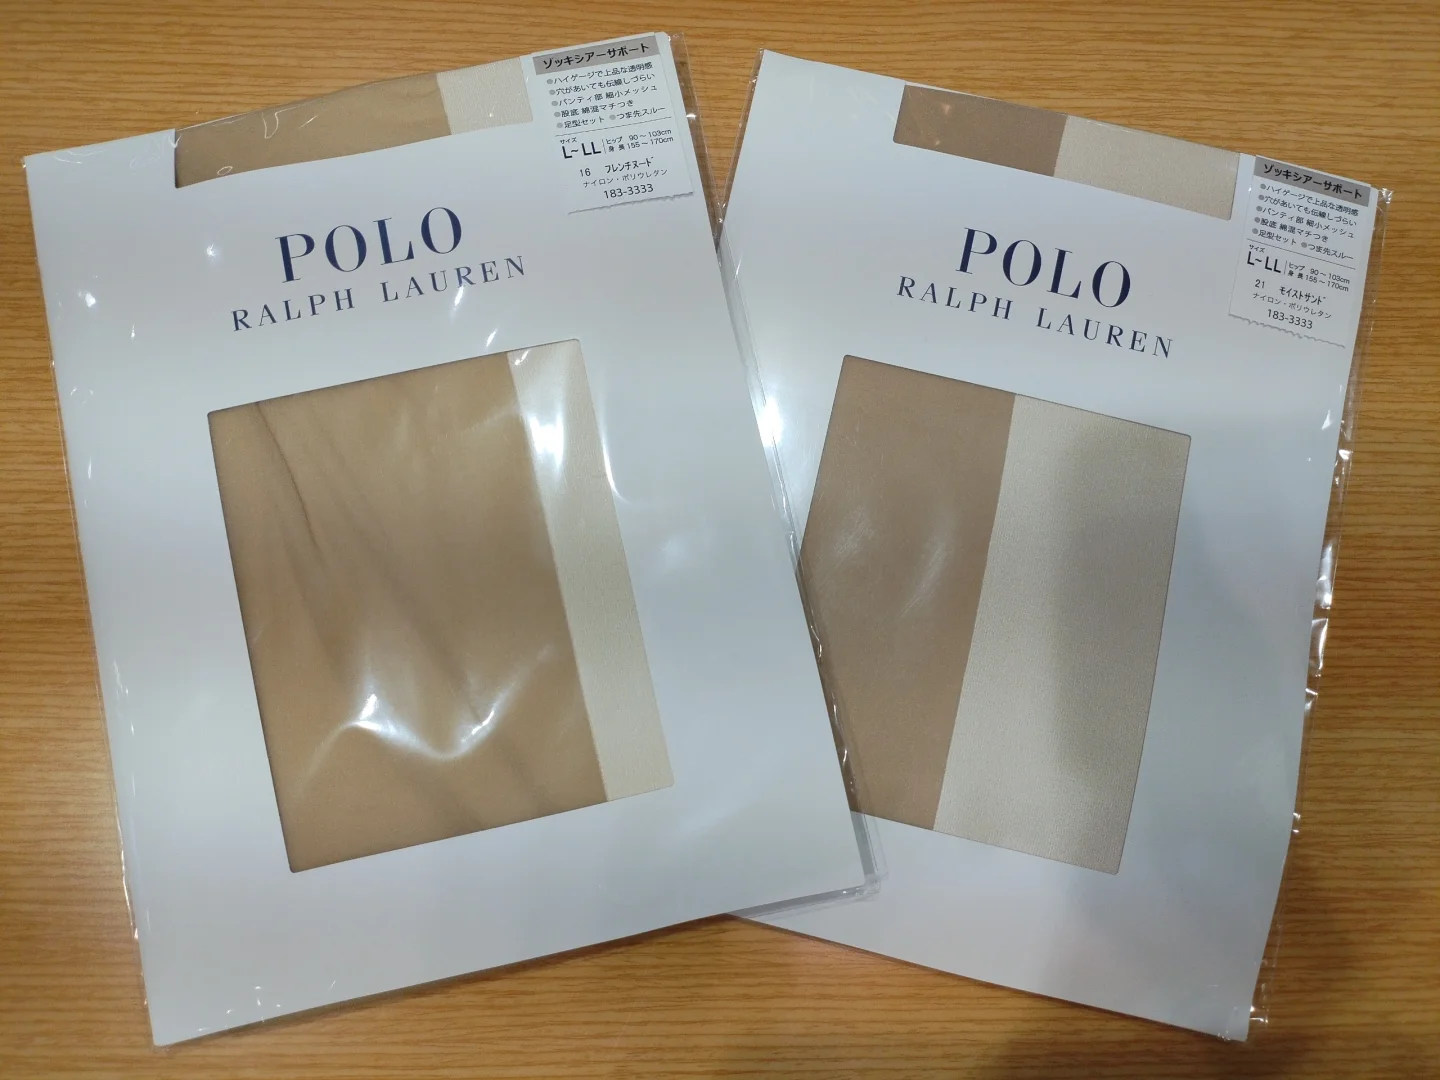 ゾッキシアーサポート
●ハイゲージで上品な透明感
●穴があいても伝線しづらい
●パンティ部 細小メッシュ
●股底 綿混マチつき
●足型セット ●つま先スルー
サイズ
L~LL
ヒップ 90~103cm
身長 155~170cm
16 フレンチヌード
ナイロン・ポリウレタン
183-3333
POLO
RALPH LAUREN
ゾッキシアーサポート
●ハイゲージで上品な透明感
●穴があいても伝線しづらい
●パンティ部 細小メッシュ
●股底 綿混マチつき
●足型セット ●つま先スルー
サイズ
L~LL
ヒップ 90~103cm
身長 155~170cm
21 モイストサンド
ナイロン・ポリウレタン
183-3333
POLO
RALPH LAUREN